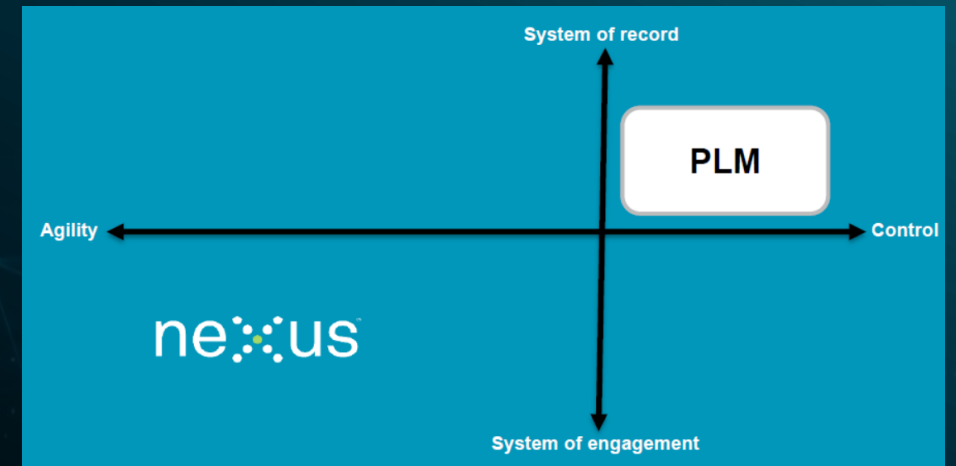 System of record
PLM
Agility
Control
nexus
System of engagement